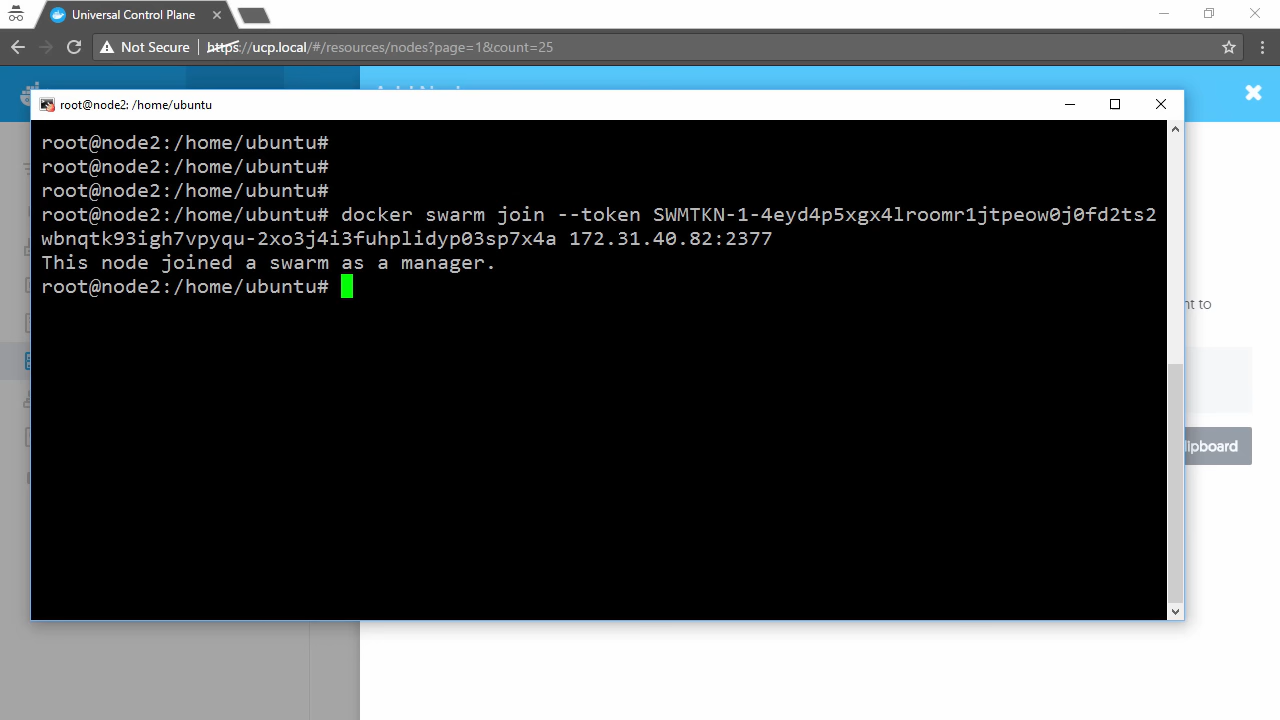 Universal Control Plane
Not Secure https://ucp.local/#/resources/nodes?page=1&count=25
root@node2: /home/ubuntu
root@node2:/home/ubuntu#
root@node2:/home/ubuntu#
root@node2:/home/ubuntu#
root@node2:/home/ubuntu# docker swarm join --token SWMTKN-1-4eyd4p5xgx4lroomr1jtpeow0j0fd2ts2
wbnqtk93igh7vpyqu-2xo3j4i3fuhplidyp03sp7x4a 172.31.40.82:2377
This node joined a swarm as a manager.
root@node2:/home/ubuntu#
to
lipboard